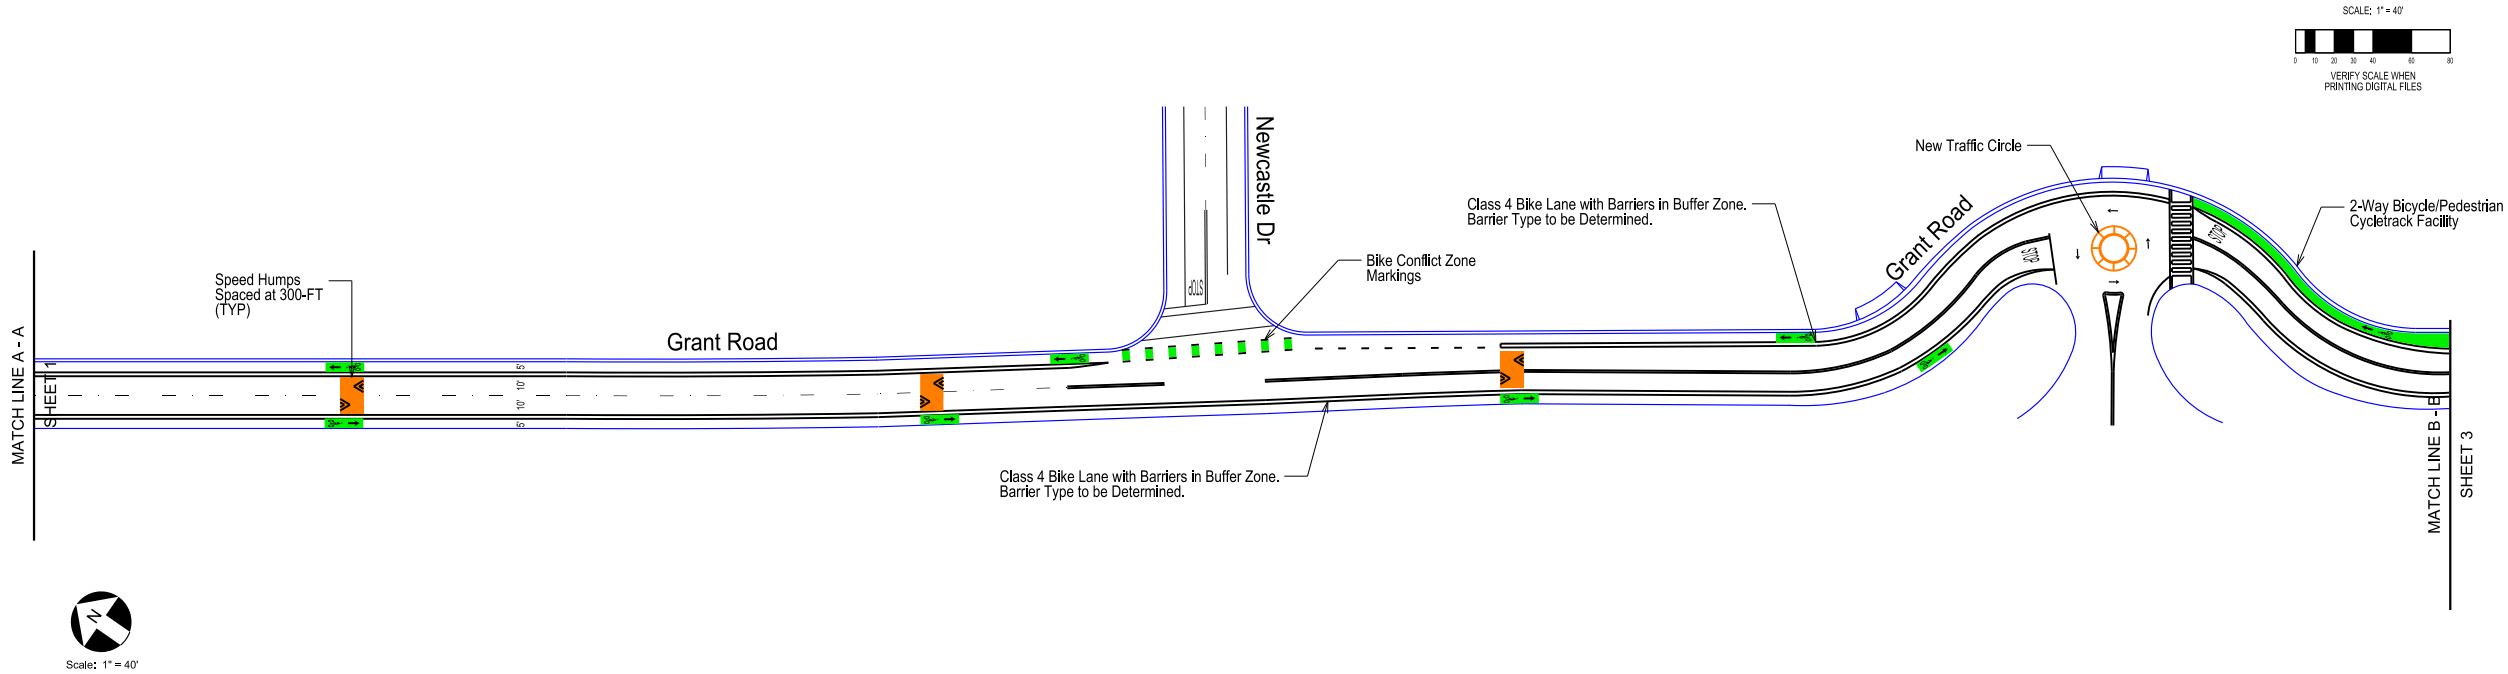 SCALE: 1" = 40'
0 10 20 30 40 60 80
VERIFY SCALE WHEN
PRINTING DIGITAL FILES
New Traffic Circle
Newcastle Dr
Class 4 Bike Lane with Barriers in Buffer Zone.
Barrier Type to be Determined.
Grant Road
2-Way Bicycle/Pedestrian
Cycletrack Facility
STOP
STOP
Bike Conflict Zone
Markings
Speed Humps
Spaced at 300-FT
(TYP)
STOP
Grant Road
MATCH LINE A - A
SHEET 1
5'
10'
10'
5'
Class 4 Bike Lane with Barriers in Buffer Zone.
Barrier Type to be Determined.
MATCH LINE B - B
SHEET 3
N
Scale: 1" = 40'